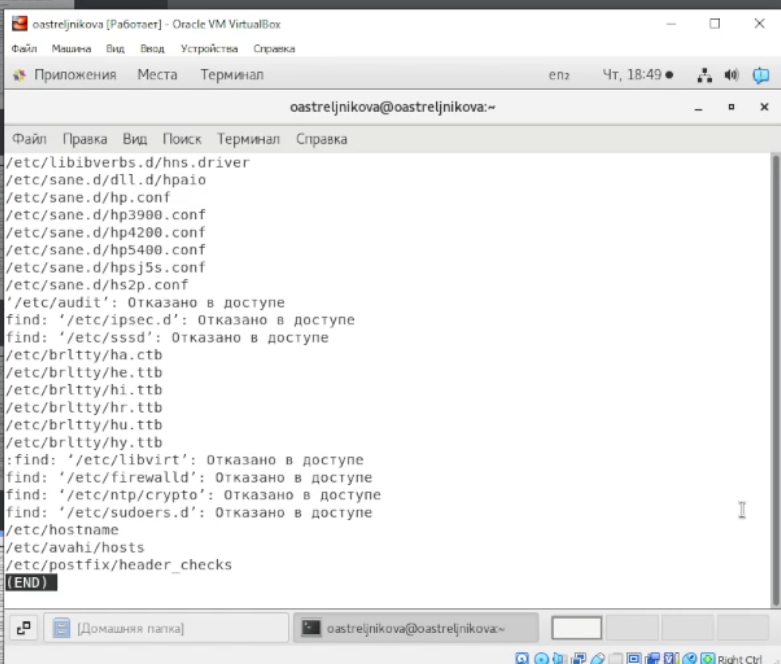 oastreljnikova [Работает] - Oracle VM VirtualBox
Файл Машина Вид Ввод Устройства Справка
Приложения Места Терминал en₂ Чт, 18:49
oastreljnikova@oastreljnikova:~
Файл Правка Вид Поиск Терминал Справка
/etc/libibverbs.d/hns.driver
/etc/sane.d/dll.d/hpaio
/etc/sane.d/hp.conf
/etc/sane.d/hp3900.conf
/etc/sane.d/hp4200.conf
/etc/sane.d/hp5400.conf
/etc/sane.d/hpsj5s.conf
/etc/sane.d/hs2p.conf
‘/etc/audit’: Отказано в доступе
find: ‘/etc/ipsec.d’: Отказано в доступе
find: ‘/etc/sssd’: Отказано в доступе
/etc/brltty/ha.ctb
/etc/brltty/he.ttb
/etc/brltty/hi.ttb
/etc/brltty/hr.ttb
/etc/brltty/hu.ttb
/etc/brltty/hy.ttb
:find: ‘/etc/libvirt’: Отказано в доступе
find: ‘/etc/firewalld’: Отказано в доступе
find: ‘/etc/ntp/crypto’: Отказано в доступе
find: ‘/etc/sudoers.d’: Отказано в доступе
/etc/hostname
/etc/avahi/hosts
/etc/postfix/header_checks
(END)
[Домашняя папка] oastreljnikova@oastreljnikova:~
Right Ctrl